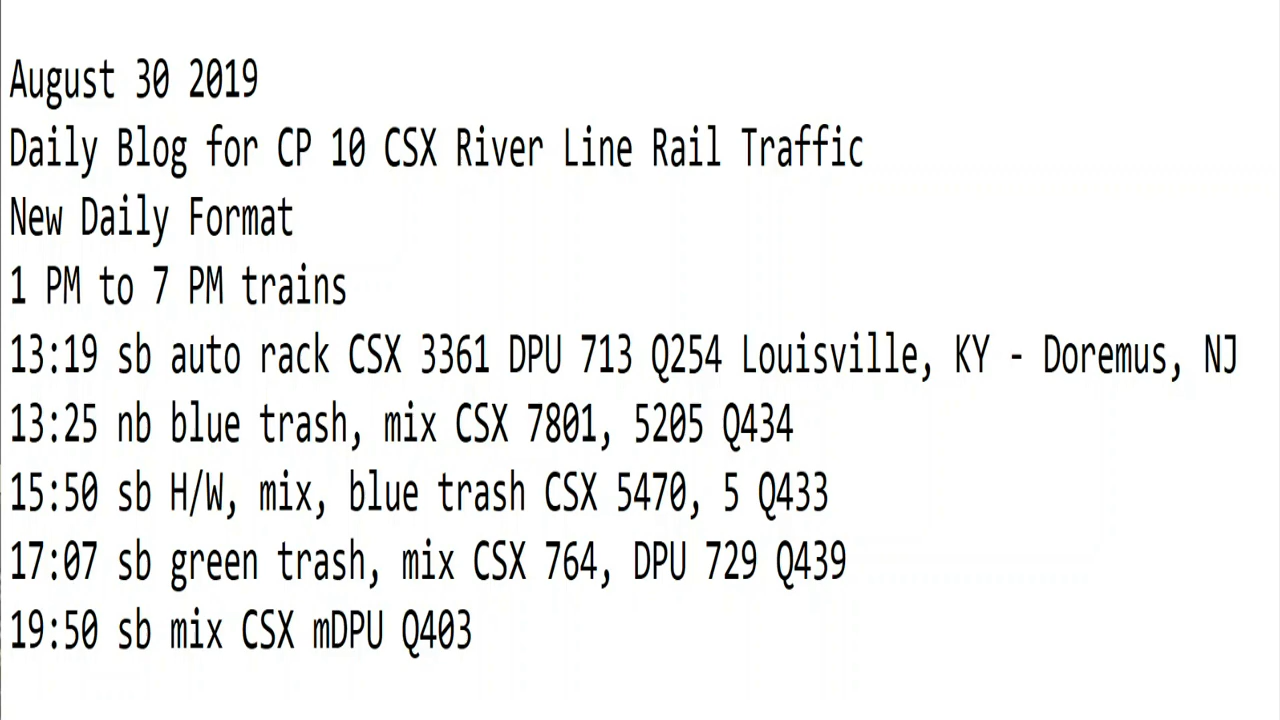 August 30 2019
Daily Blog for CP 10 CSX River Line Rail Traffic
New Daily Format
1 PM to 7 PM trains
13:19 sb auto rack CSX 3361 DPU 713 Q254 Louisville, KY - Doremus, NJ
13:25 nb blue trash, mix CSX 7801, 5205 Q434
15:50 sb H/W, mix, blue trash CSX 5470, 5 Q433
17:07 sb green trash, mix CSX 764, DPU 729 Q439
19:50 sb mix CSX mDPU Q403